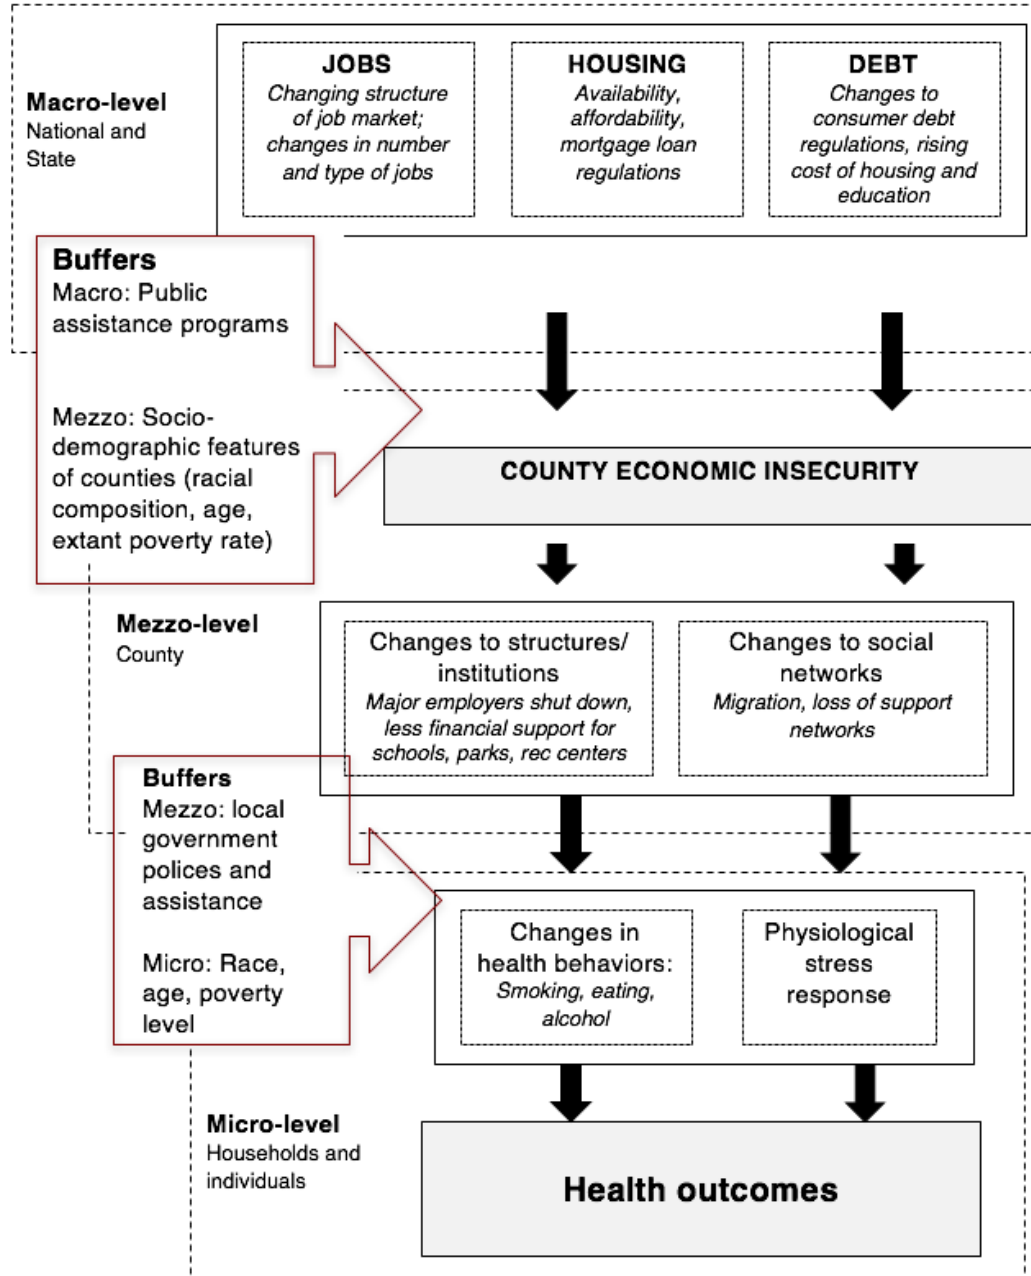 Macro-level
National and
State
JOBS
Changing structure
of job market;
changes in number
and type of jobs
HOUSING
Availability,
affordability,
mortgage loan
regulations
DEBT
Changes to
consumer debt
regulations, rising
cost of housing and
education
Buffers
Macro: Public
assistance programs
Mezzo: Socio-
demographic features
of counties (racial
composition, age,
extant poverty rate)
COUNTY ECONOMIC INSECURITY
Mezzo-level
County
Changes to structures/
institutions
Major employers shut down,
less financial support for
schools, parks, rec centers
Changes to social
networks
Migration, loss of support
networks
Buffers
Mezzo: local
government
polices and
assistance
Micro: Race,
age, poverty
level
Changes in
health behaviors:
Smoking, eating,
alcohol
Physiological
stress
response
Micro-level
Households and
individuals
Health outcomes